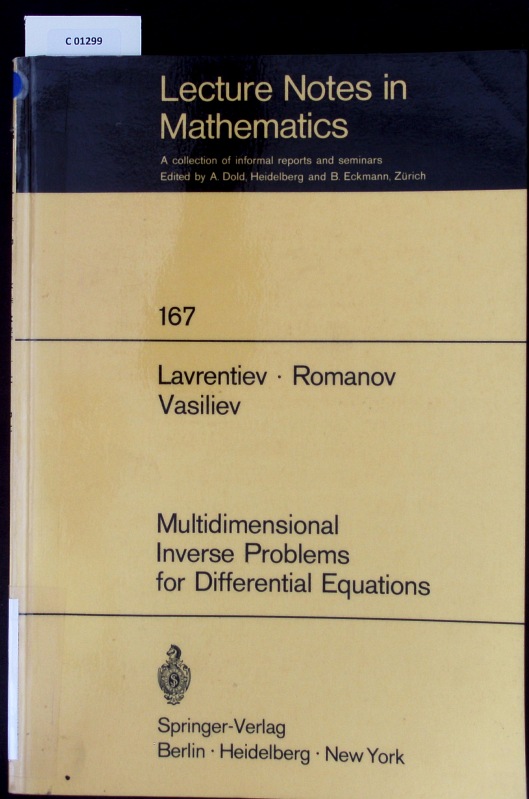 C 01299
Lecture Notes in
Mathematics
A collection of informal reports and seminars
Edited by A. Dold, Heidelberg and B. Eckmann, Zürich
167
Lavrentiev · Romanov
Vasiliev
Multidimensional
Inverse Problems
for Differential Equations
Springer-Verlag
Berlin · Heidelberg · New York